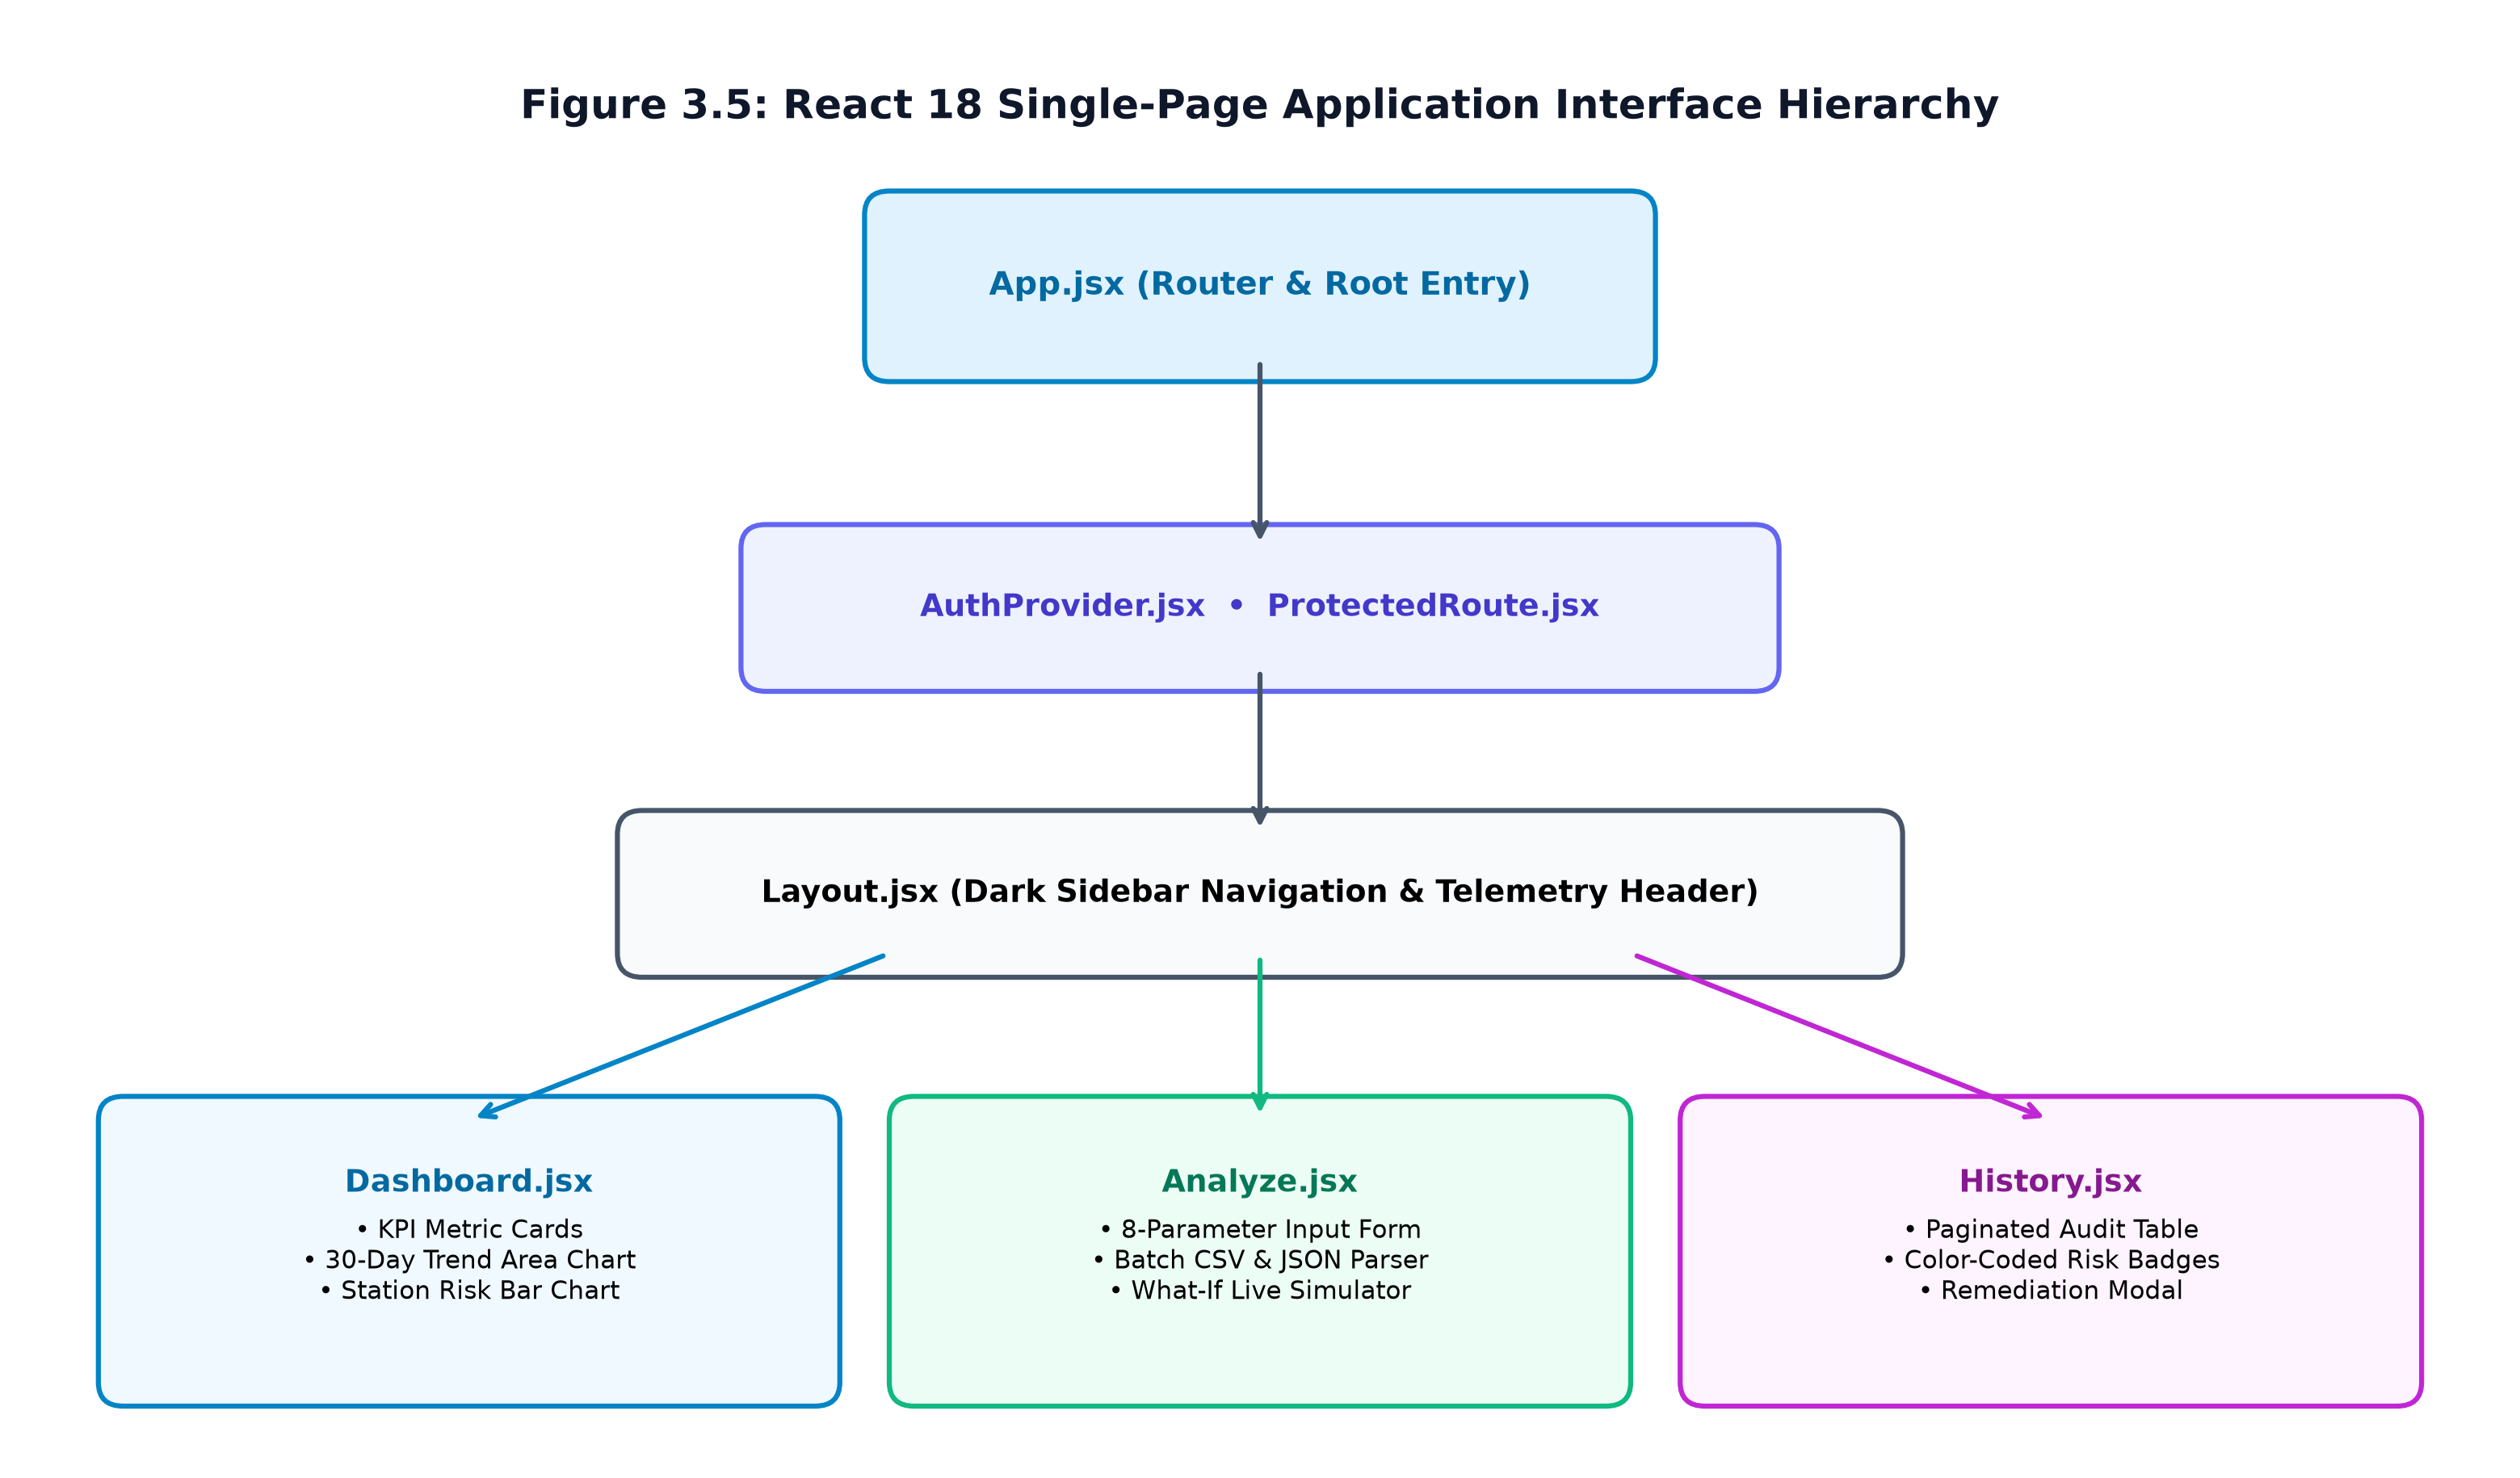 Figure 3.5: React 18 Single-Page Application Interface Hierarchy
App.jsx (Router & Root Entry)
AuthProvider.jsx • ProtectedRoute.jsx
Layout.jsx (Dark Sidebar Navigation & Telemetry Header)
Dashboard.jsx
• KPI Metric Cards
• 30-Day Trend Area Chart
• Station Risk Bar Chart
Analyze.jsx
• 8-Parameter Input Form
• Batch CSV & JSON Parser
• What-If Live Simulator
History.jsx
• Paginated Audit Table
• Color-Coded Risk Badges
• Remediation Modal